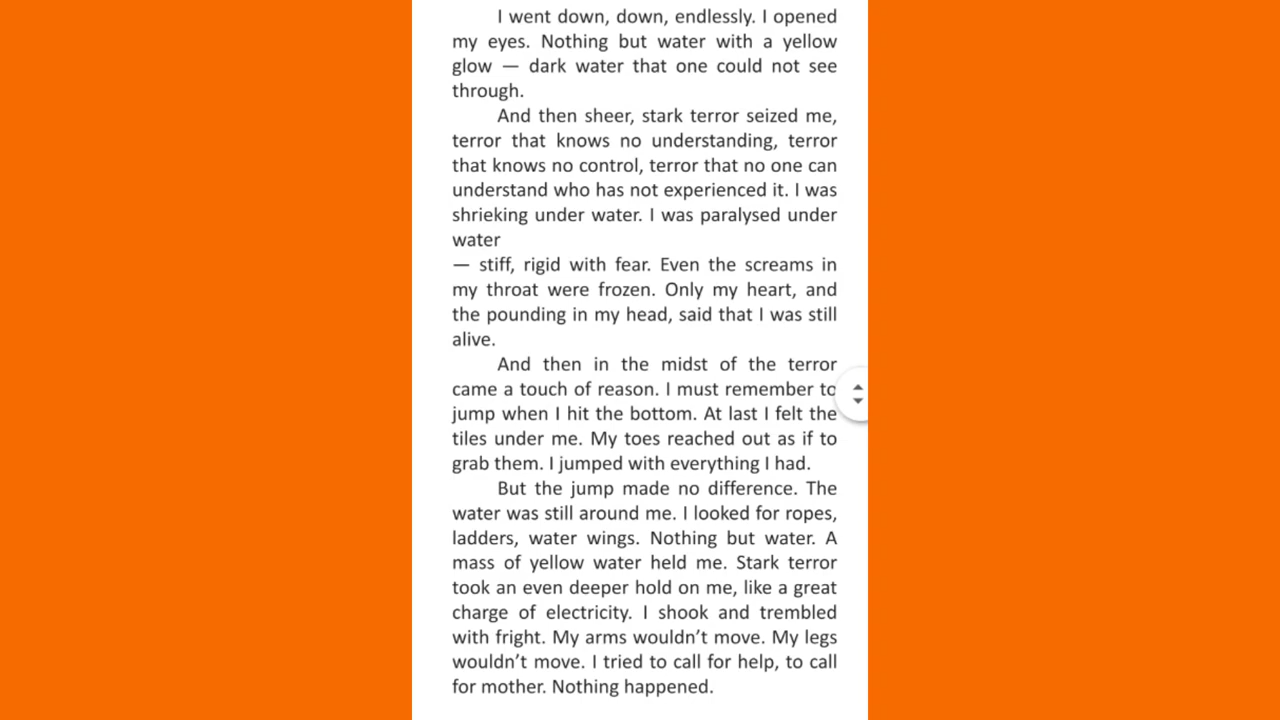 I went down, down, endlessly. I opened
my eyes. Nothing but water with a yellow
glow — dark water that one could not see
through.
And then sheer, stark terror seized me,
terror that knows no understanding, terror
that knows no control, terror that no one can
understand who has not experienced it. I was
shrieking under water. I was paralysed under
water
— stiff, rigid with fear. Even the screams in
my throat were frozen. Only my heart, and
the pounding in my head, said that I was still
alive.
And then in the midst of the terror
came a touch of reason. I must remember to
jump when I hit the bottom. At last I felt the
tiles under me. My toes reached out as if to
grab them. I jumped with everything I had.
But the jump made no difference. The
water was still around me. I looked for ropes,
ladders, water wings. Nothing but water. A
mass of yellow water held me. Stark terror
took an even deeper hold on me, like a great
charge of electricity. I shook and trembled
with fright. My arms wouldn’t move. My legs
wouldn’t move. I tried to call for help, to call
for mother. Nothing happened.